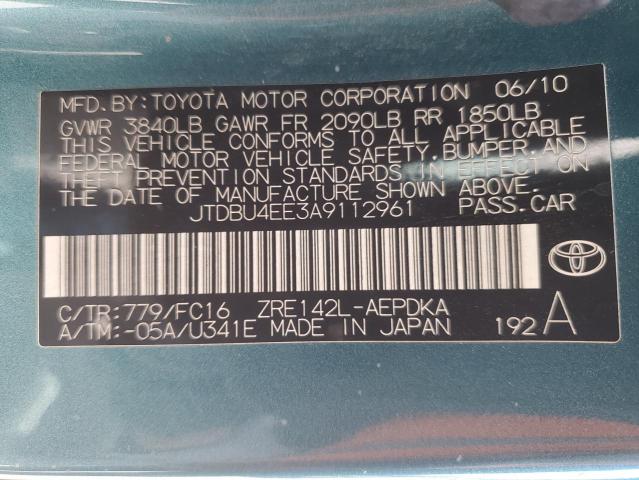 MFD. BY: TOYOTA MOTOR CORPORATION 06/10
GVWR 3840LB GAWR FR 2090LB RR 1850LB
THIS VEHICLE CONFORMS TO ALL APPLICABLE
FEDERAL MOTOR VEHICLE SAFETY, BUMPER, AND
THEFT PREVENTION STANDARDS IN EFFECT ON
THE DATE OF MANUFACTURE SHOWN ABOVE.
JTDBU4EE3A9112961 PASS.CAR
C/TR:779/FC16 ZRE142L-AEPDKA
A/TM:-05A/U341E MADE IN JAPAN 192 A